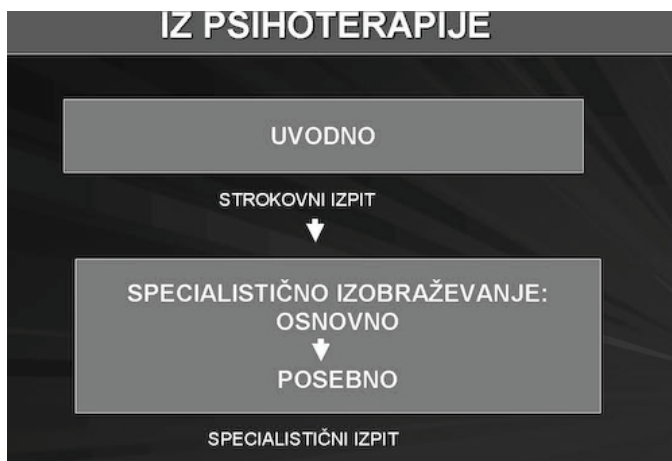 IZ PSIHOTERAPIJE
UVODNO
STROKOVNI IZPIT
SPECIALISTIČNO IZOBRAŽEVANJE:
OSNOVNO
POSEBNO
SPECIALISTIČNI IZPIT